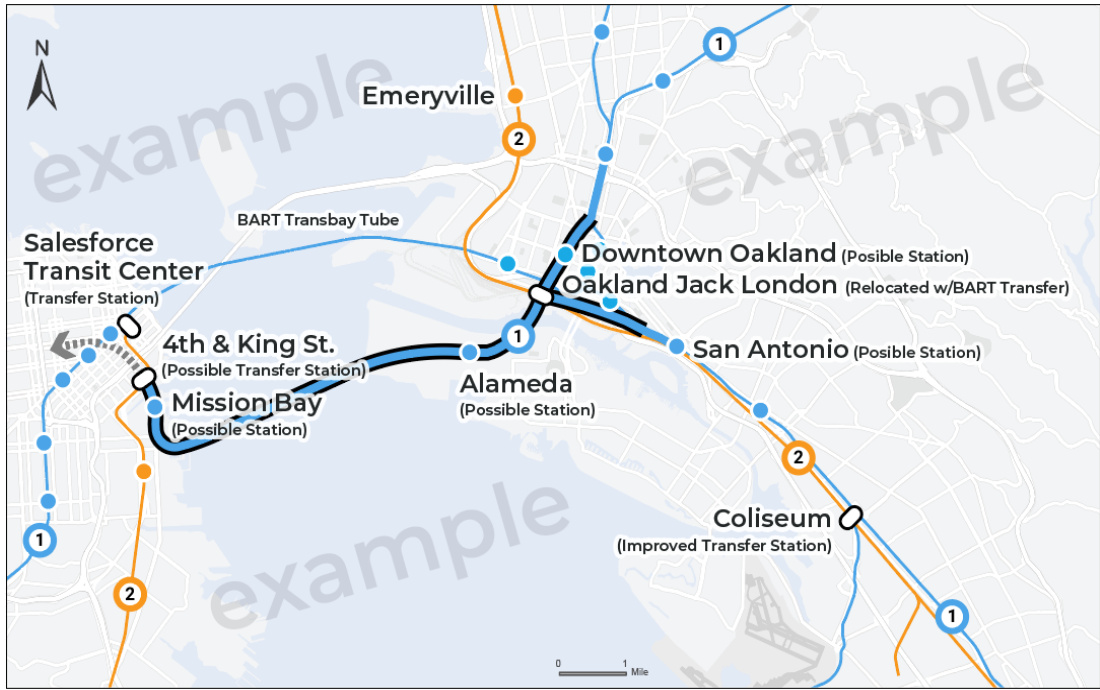 N
1
example
Emeryville
2
example
BART Transbay Tube
Salesforce
Transit Center
(Transfer Station)
Downtown Oakland (Posible Station)
Oakland Jack London (Relocated w/BART Transfer)
1
4th & King St.
(Possible Transfer Station)
San Antonio (Posible Station)
Alameda
(Possible Station)
Mission Bay
(Possible Station)
2
example
Coliseum
(Improved Transfer Station)
1
2
1
0 1
Mile